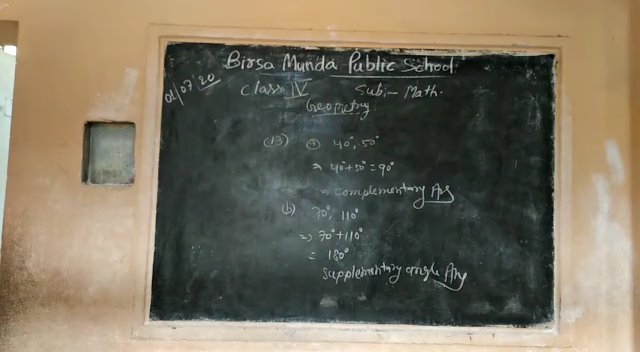 Birsa Munda Public School
02/07/20
Class IV Sub:- Math.
Geometry
(13) (a) 40°, 50°
⇒ 40°+50° = 90°
= Complementary Ans
(b) 70°, 110°
⇒ 70°+110°
= 180°
Supplementary angle Ans